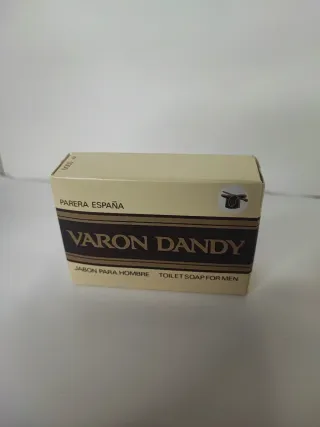 PARERA ESPAÑA
VARON DANDY
JABON PARA HOMBRE TOILET SOAP FOR MEN